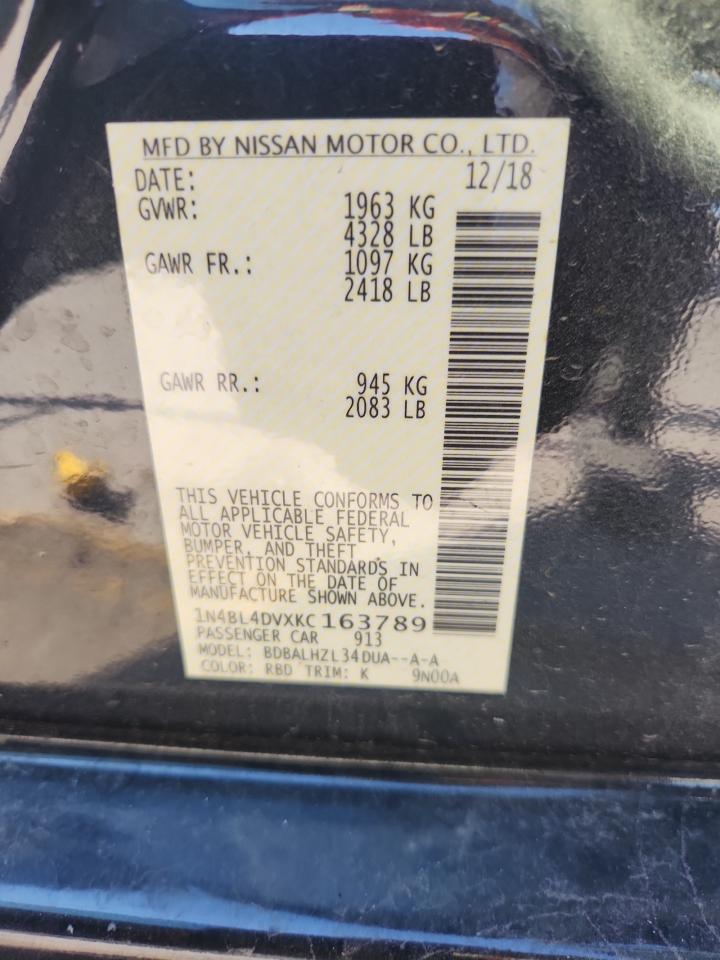 MFD BY NISSAN MOTOR CO., LTD.
DATE: 12/18
GVWR: 1963 KG
4328 LB
GAWR FR.: 1097 KG
2418 LB
GAWR RR.: 945 KG
2083 LB
THIS VEHICLE CONFORMS TO
ALL APPLICABLE FEDERAL
MOTOR VEHICLE SAFETY,
BUMPER, AND THEFT
PREVENTION STANDARDS IN
EFFECT ON THE DATE OF
MANUFACTURE SHOWN ABOVE.
1N4BL4DVXKC163789
PASSENGER CAR 913
MODEL: BDBALHZL34DUA--A-A
COLOR: RBD TRIM: K 9N00A